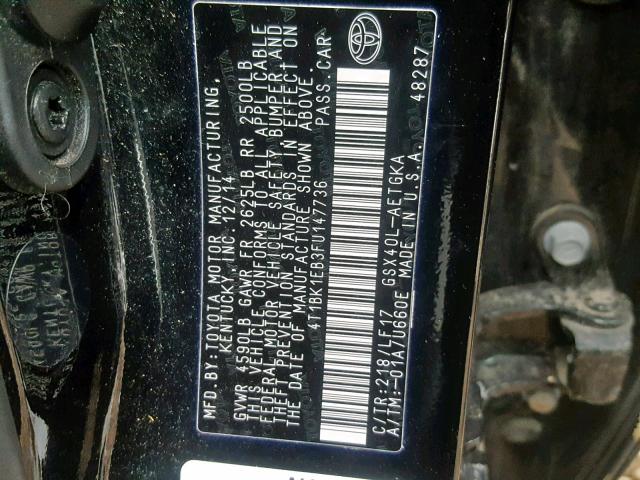 MFD.BY:TOYOTA MOTOR MANUFACTURING,
KENTUCKY, INC. 12/14
GVWR 4590LB GAWR FR 2625LB RR 2500LB
THIS VEHICLE CONFORMS TO ALL APPLICABLE
FEDERAL MOTOR VEHICLE SAFETY, BUMPER, AND
THEFT PREVENTION STANDARDS IN EFFECT ON
THE DATE OF MANUFACTURE SHOWN ABOVE.
4T1BK1EB3FU147736 PASS.CAR
C/TR:218/LF17 GSX40L-AETGKA
A/TM:-01A/U660E MADE IN U.S.A. 48287